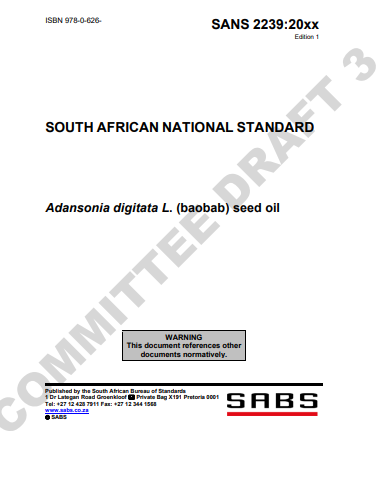 ISBN 978-0-626-
SANS 2239:20xx
Edition 1
COMMITTEE DRAFT 3
SOUTH AFRICAN NATIONAL STANDARD
Adansonia digitata L. (baobab) seed oil
WARNING
This document references other
documents normatively.
Published by the South African Bureau of Standards
1 Dr Lategan Road Groenkloof Private Bag X191 Pretoria 0001
Tel: +27 12 428 7911 Fax: +27 12 344 1568
www.sabs.co.za
SABS
SABS